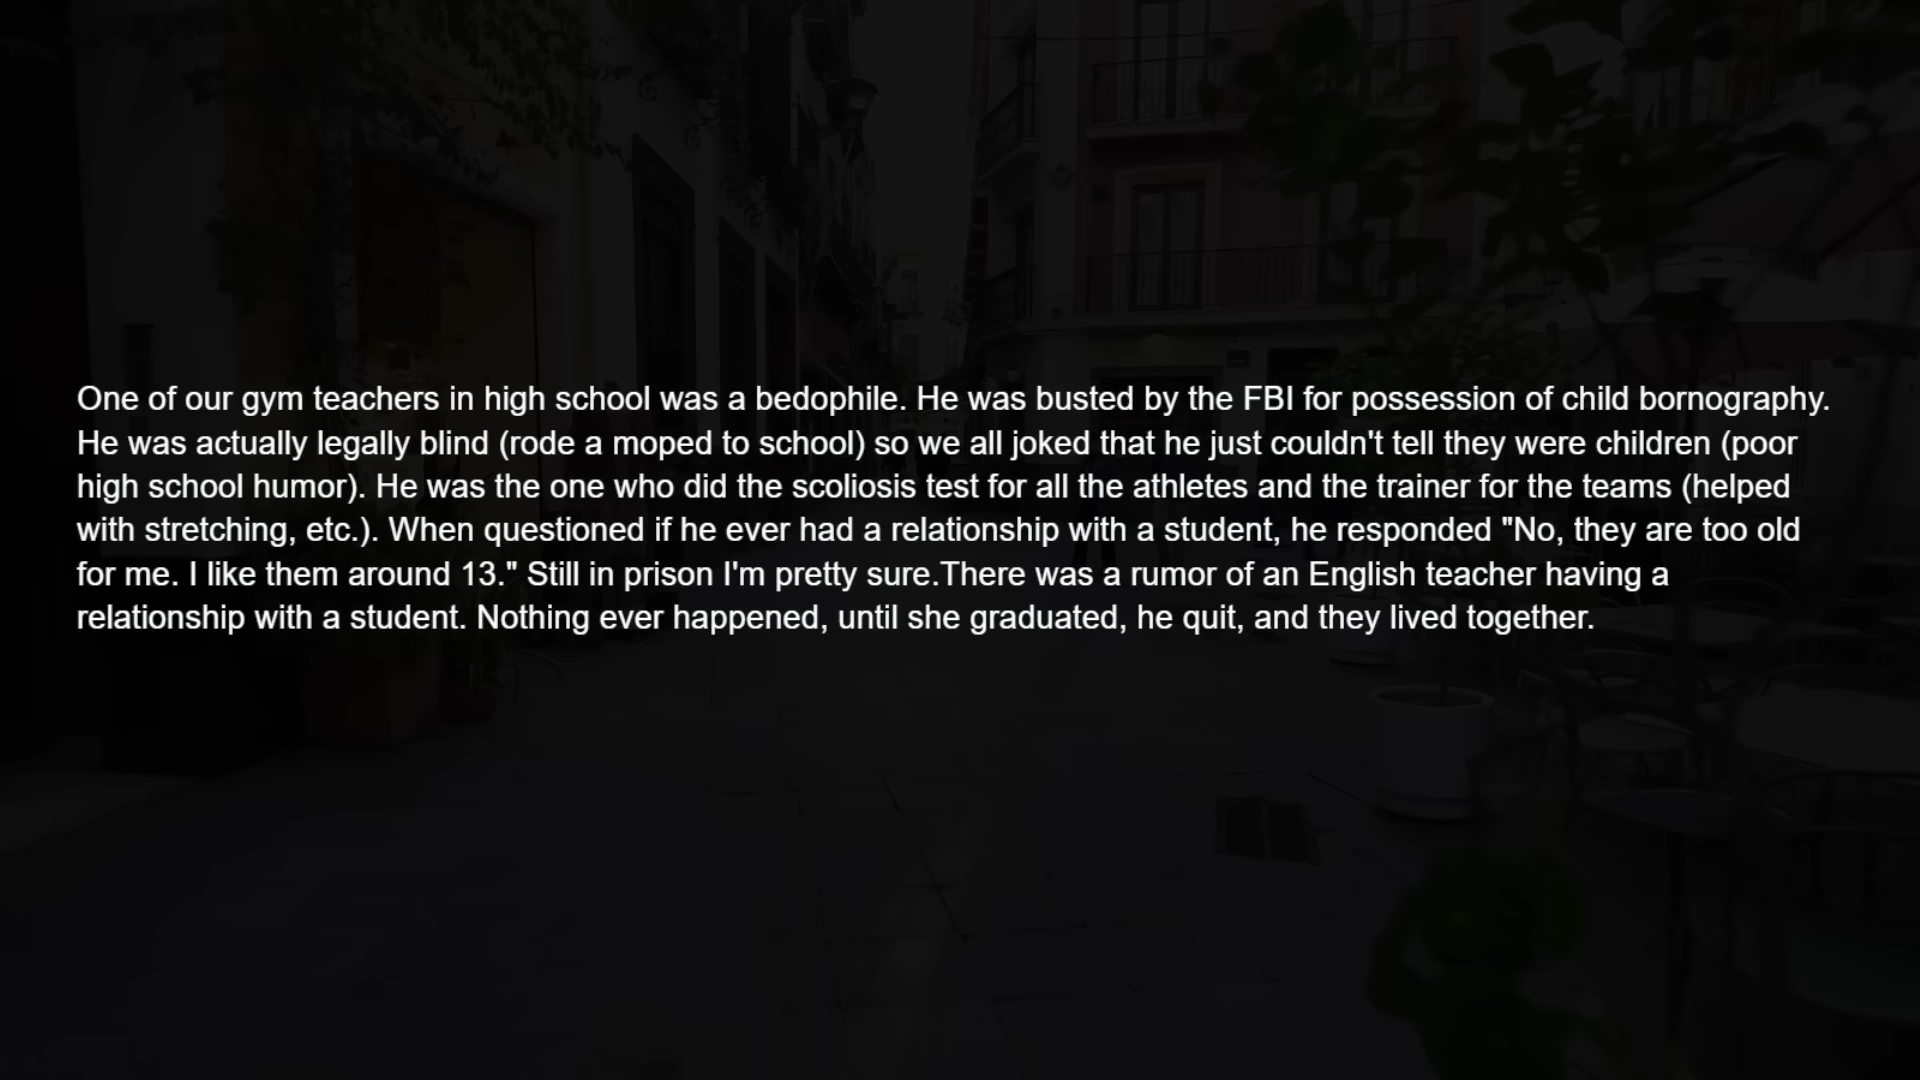 One of our gym teachers in high school was a bedophile. He was busted by the FBI for possession of child bornography.
He was actually legally blind (rode a moped to school) so we all joked that he just couldn't tell they were children (poor
high school humor). He was the one who did the scoliosis test for all the athletes and the trainer for the teams (helped
with stretching, etc.). When questioned if he ever had a relationship with a student, he responded "No, they are too old
for me. I like them around 13." Still in prison I'm pretty sure.There was a rumor of an English teacher having a
relationship with a student. Nothing ever happened, until she graduated, he quit, and they lived together.